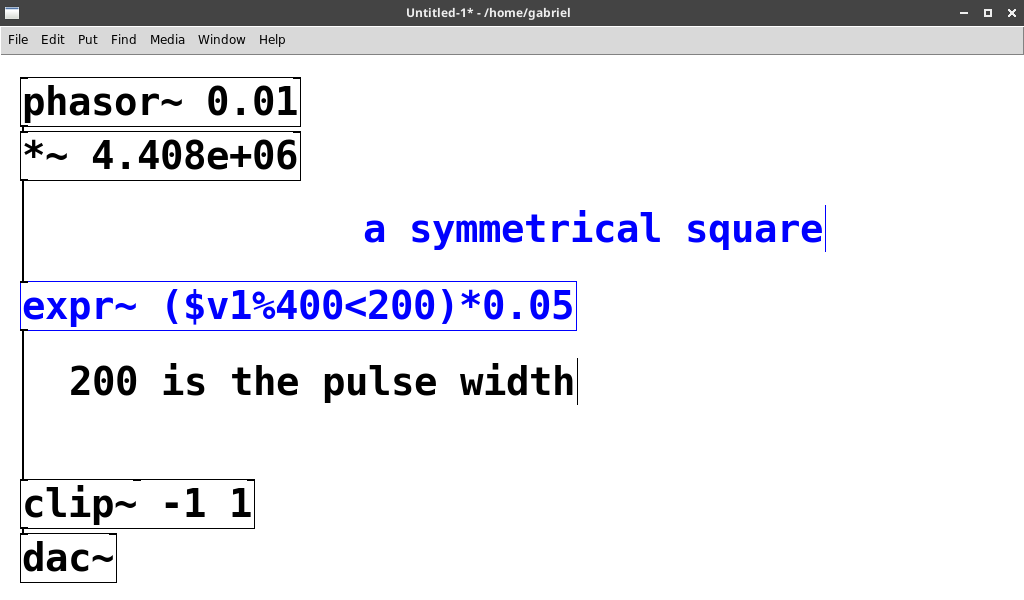 Untitled-1* - /home/gabriel
File Edit Put Find Media Window Help
phasor~ 0.01
*~ 4.408e+06
a symmetrical square
expr~ ($v1%400<200)*0.05
200 is the pulse width
clip~ -1 1
dac~